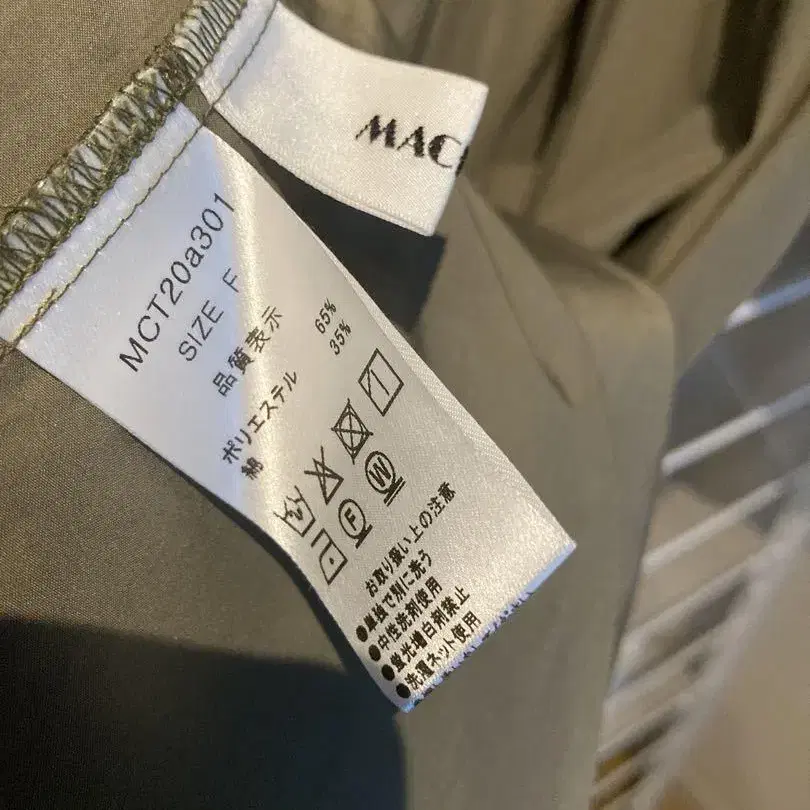 MAC
MCT20a301
SIZE F
品質表示
ポリエステル 65%
綿 35%
F W
お取り扱い上の注意
●単独で別に洗う
●中性洗剤使用
●蛍光増白剤禁止
●洗濯ネット使用